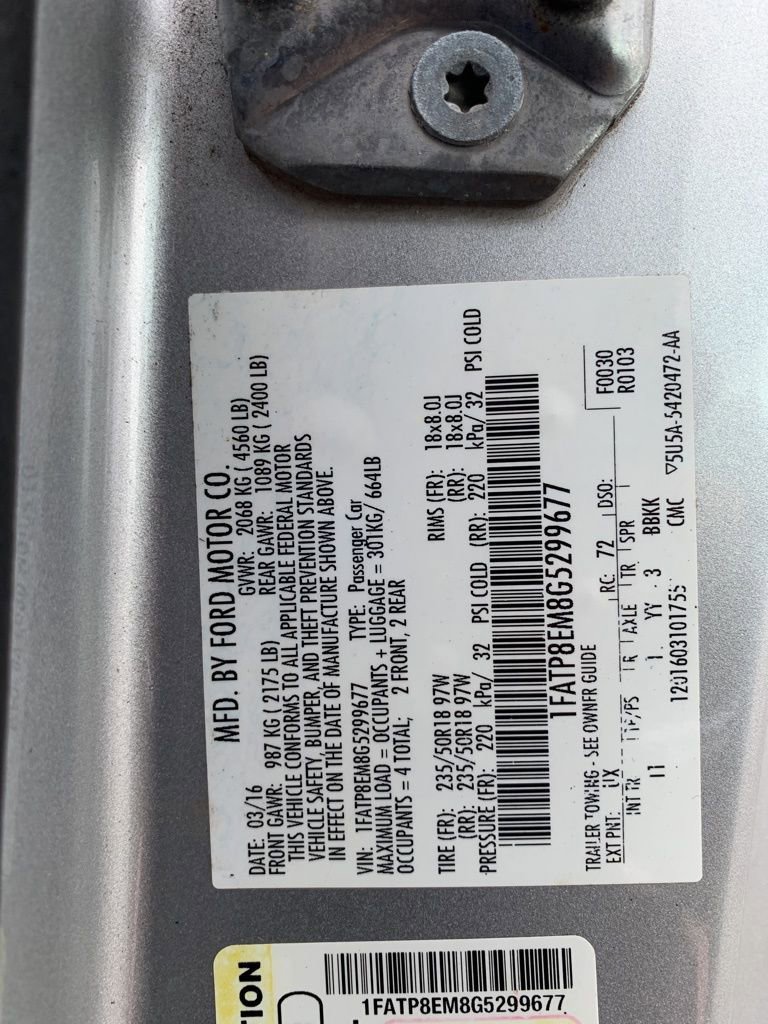 MFD. BY FORD MOTOR CO.
DATE: 03/16 GVWR: 2068 KG ( 4560 LB)
FRONT GAWR: 987 KG ( 2175 LB) REAR GAWR: 1089 KG ( 2400 LB)
THIS VEHICLE CONFORMS TO ALL APPLICABLE FEDERAL MOTOR
VEHICLE SAFETY, BUMPER, AND THEFT PREVENTION STANDARDS
IN EFFECT ON THE DATE OF MANUFACTURE SHOWN ABOVE.
VIN: 1FATP8EM8G5299677 TYPE: Passenger Car
MAXIMUM LOAD = OCCUPANTS + LUGGAGE = 301KG/ 664LB
OCCUPANTS = 4 TOTAL; 2 FRONT, 2 REAR
TIRE (FR): 235/50R18 97W RIMS (FR): 18x8.0J
(RR): 235/50R18 97W (RR): 18x8.0J
PRESSURE (FR): 220 kPa/ 32 PSI COLD (RR): 220 kPa/ 32 PSI COLD
1FATP8EM8G5299677
TRAILER TOWING - SEE OWNER GUIDE
F0030
R0103
EXT PNT: UX RC: 72 DSO:
INT TR TP/PS R AXLE TR SPR
1 YY 3 BBKK
CMC ▽5U5A-5420472-AA
TION
1FATP8EM8G5299677